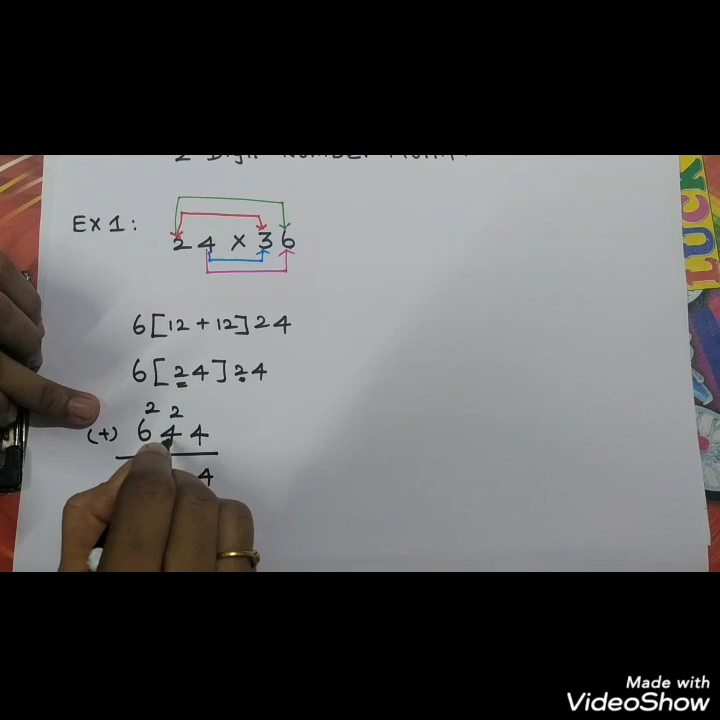 EX 1 :
24 × 36
6 [ 12 + 12 ] 24
6 [ 24 ] 24
2 2
(+) 6 4 4
4
LUCK
Made with
VideoShow